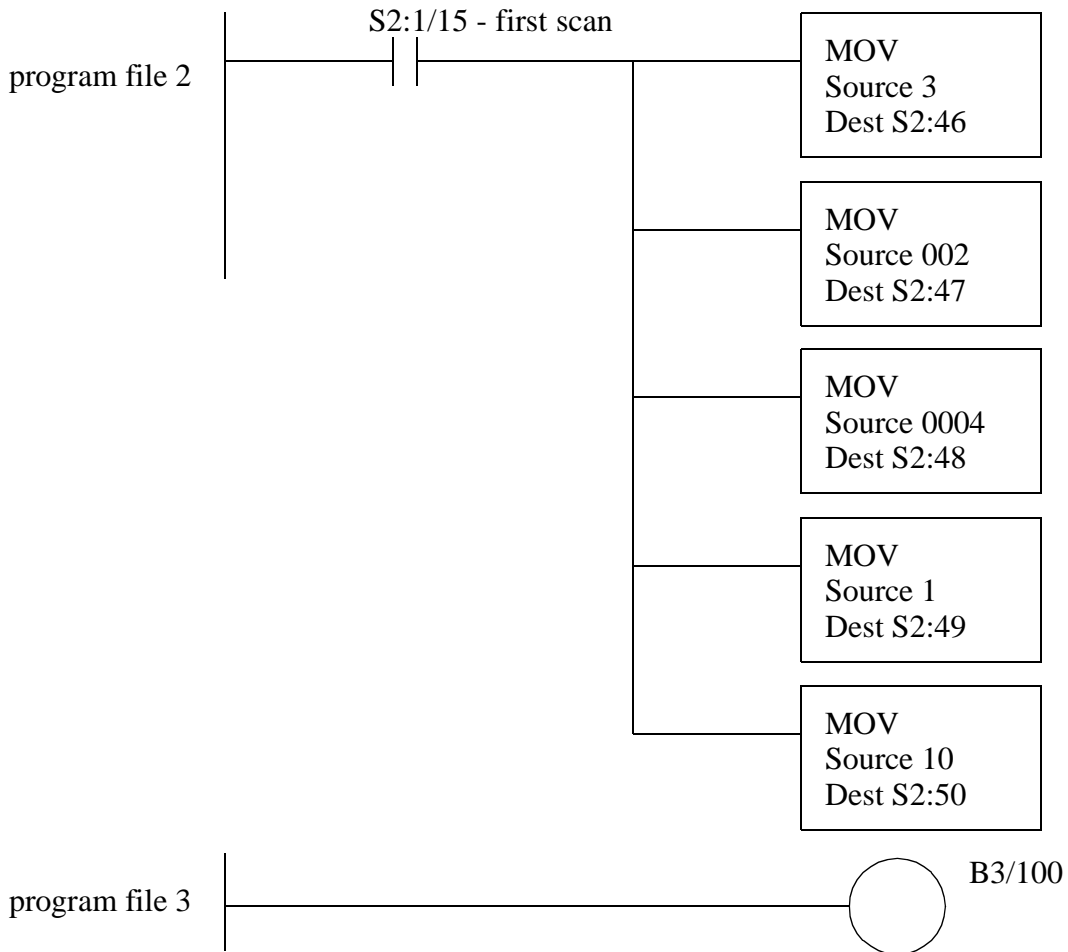 S2:1/15 - first scan
program file 2
MOV
Source 3
Dest S2:46
MOV
Source 002
Dest S2:47
MOV
Source 0004
Dest S2:48
MOV
Source 1
Dest S2:49
MOV
Source 10
Dest S2:50
program file 3
B3/100